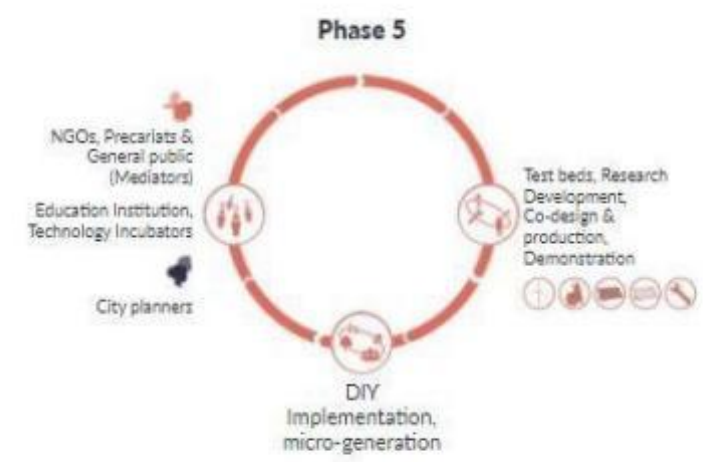 Phase 5
NGOs, Precariats &
General public
(Mediators)
Education Institution,
Technology Incubators
City planners
Test beds, Research
Development,
Co-design &
production,
Demonstration
DIY
Implementation,
micro-generation